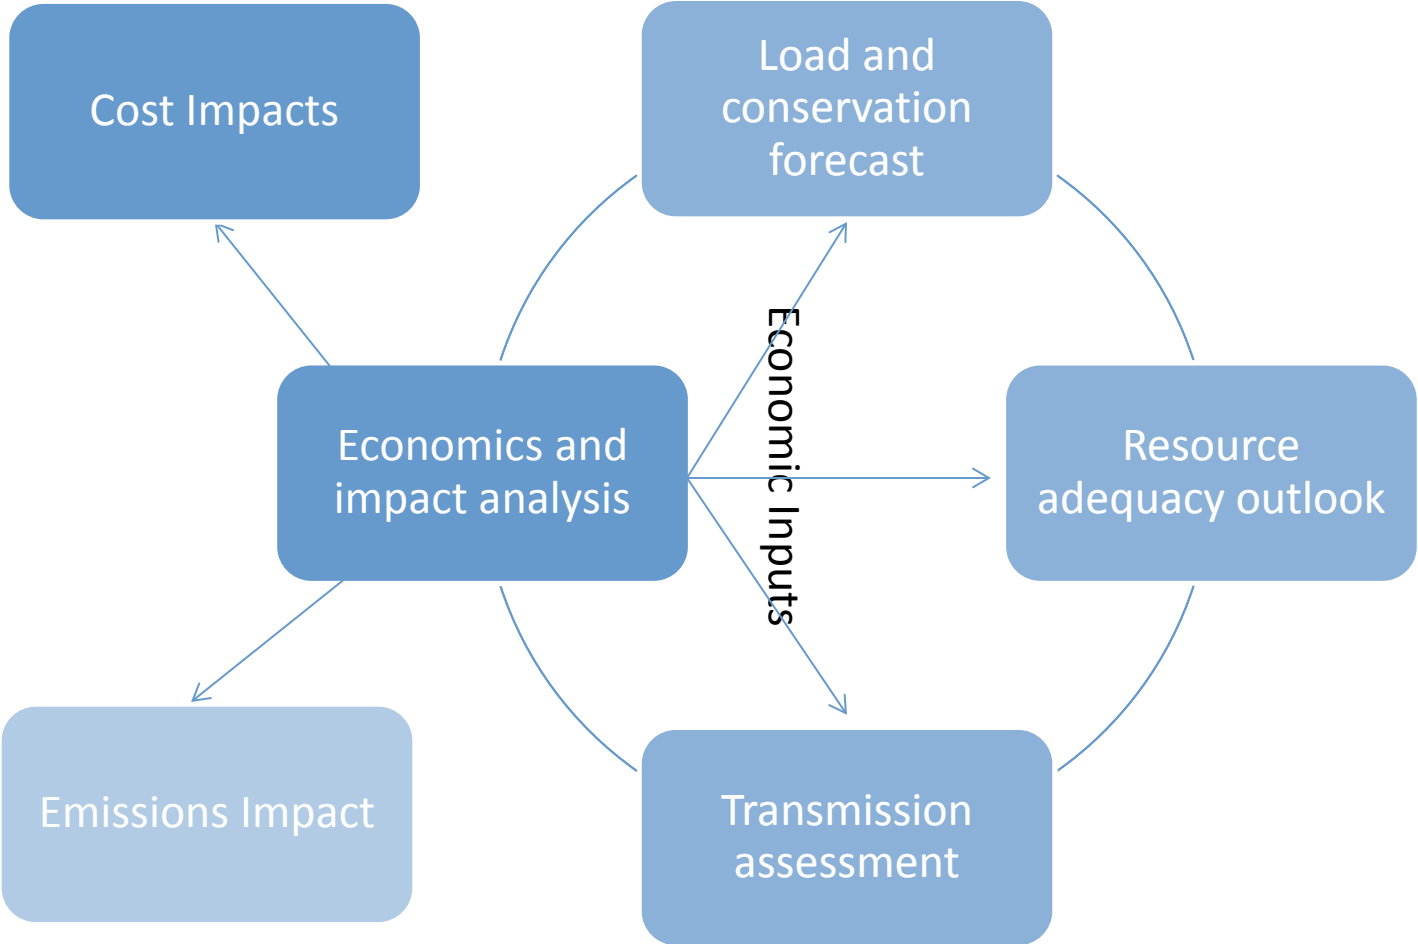 Cost Impacts
Load and
conservation
forecast
Economics and
impact analysis
Economic Inputs
Resource
adequacy outlook
Emissions Impact
Transmission
assessment